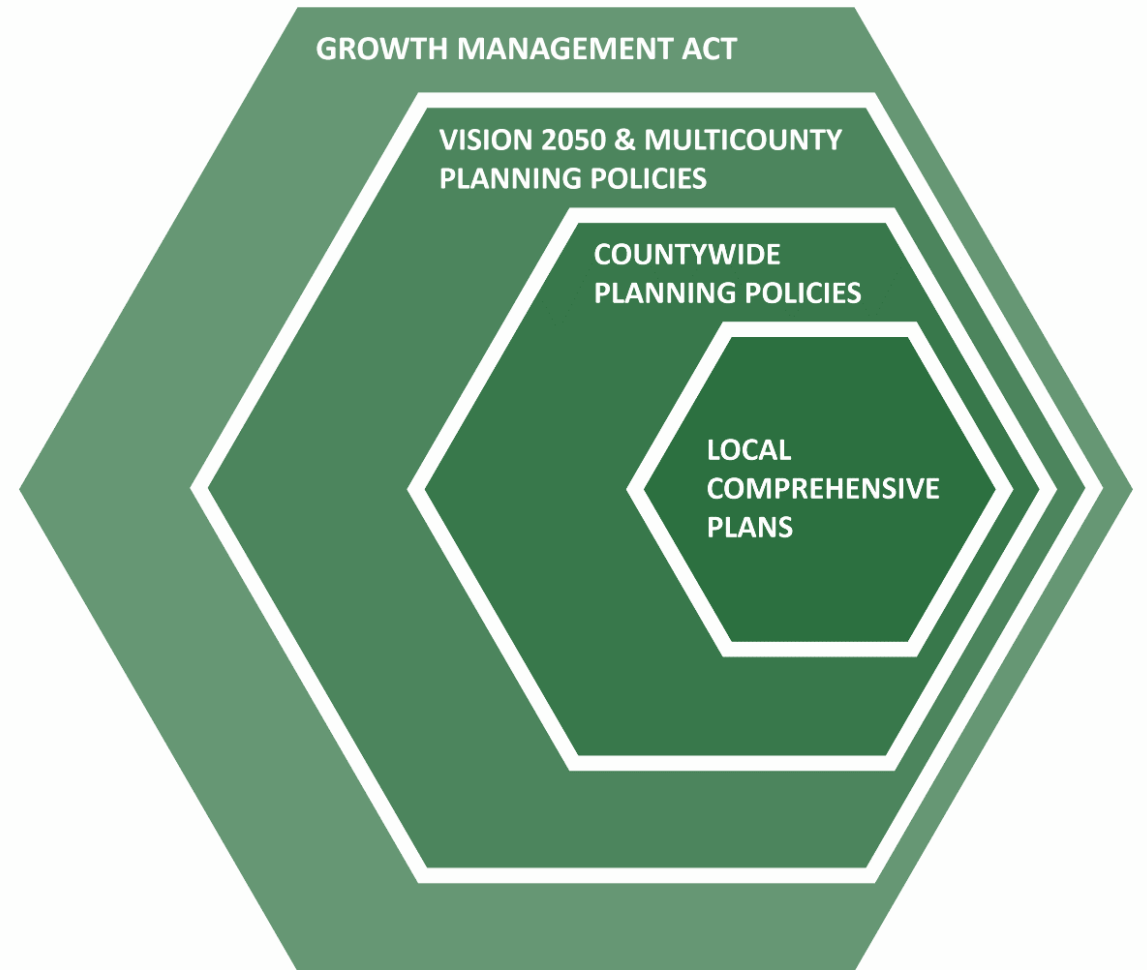 GROWTH MANAGEMENT ACT
VISION 2050 & MULTICOUNTY
PLANNING POLICIES
COUNTYWIDE
PLANNING POLICIES
LOCAL
COMPREHENSIVE
PLANS